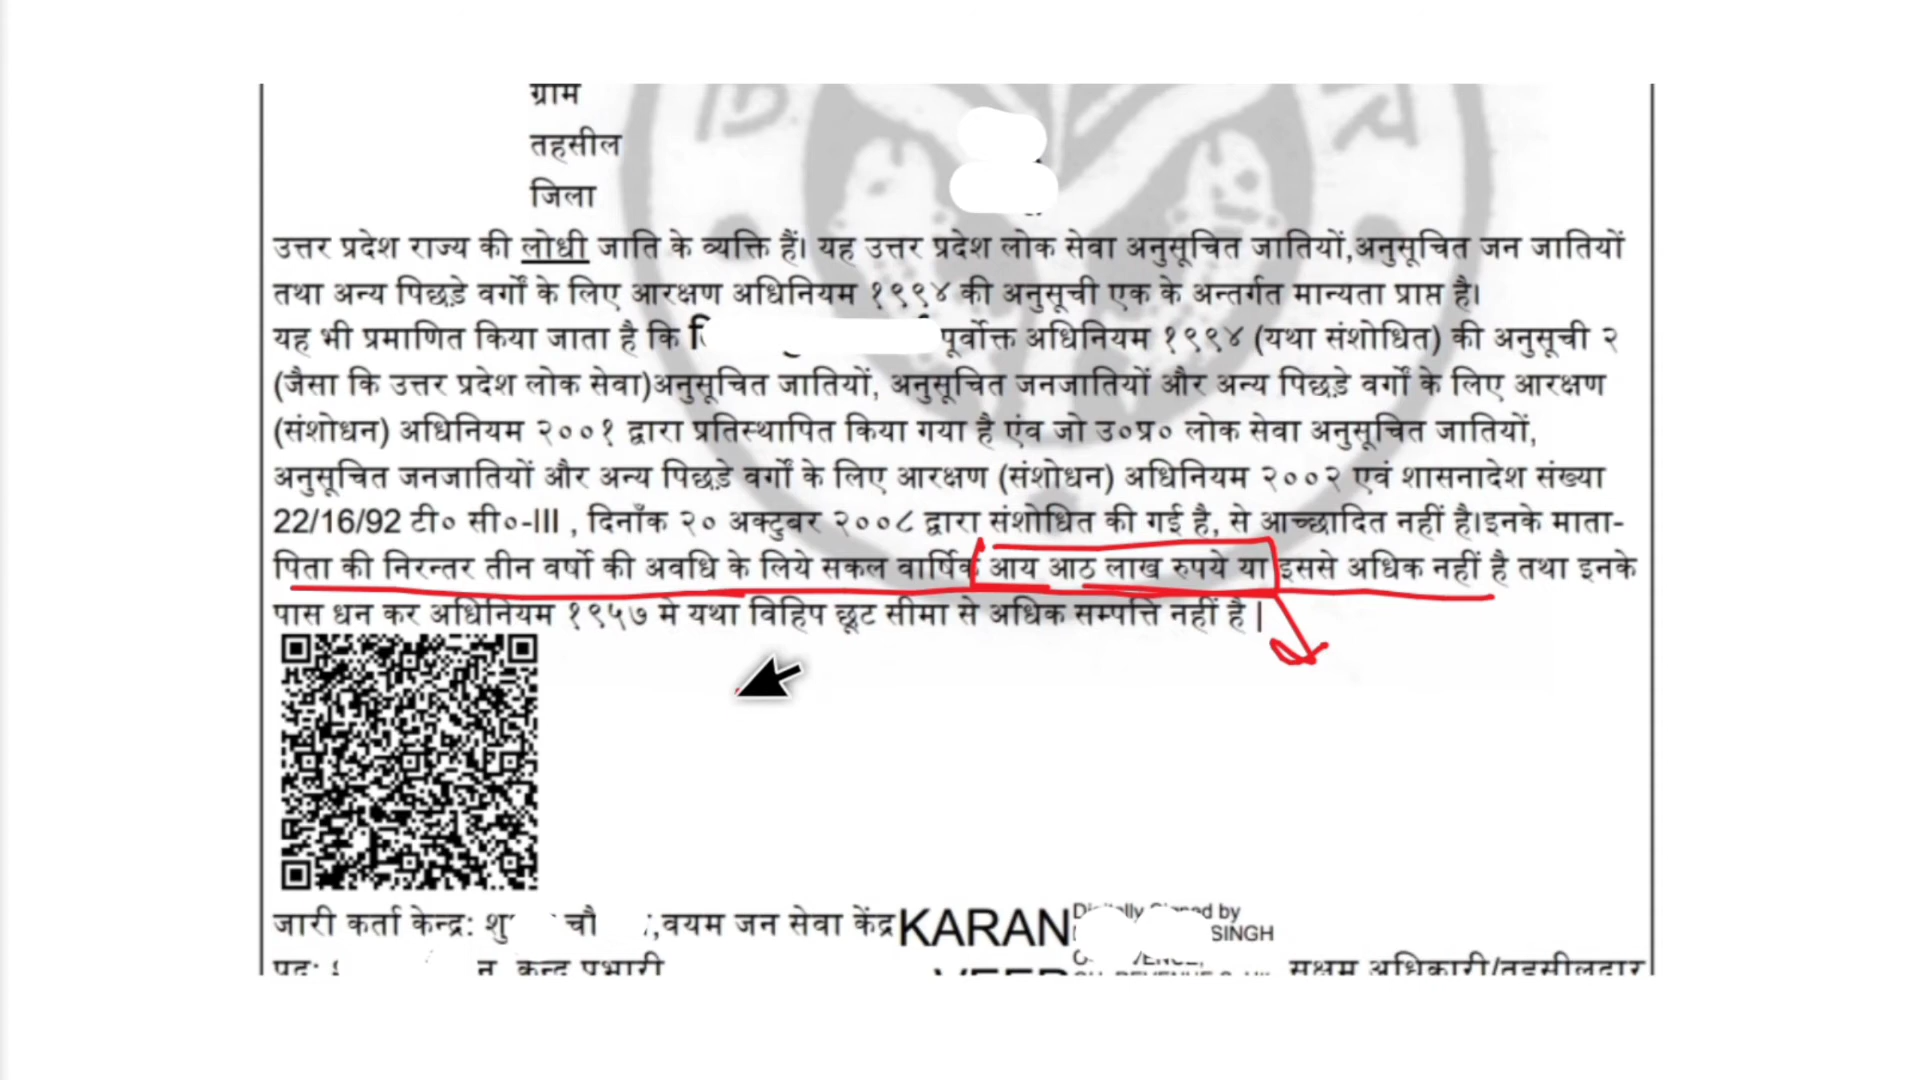 ग्राम
तहसील
जिला
उत्तर प्रदेश राज्य की लोधी जाति के व्यक्ति हैं। यह उत्तर प्रदेश लोक सेवा अनुसूचित जातियों,अनुसूचित जन जातियों
तथा अन्य पिछड़े वर्गों के लिए आरक्षण अधिनियम १९९४ की अनुसूची एक के अन्तर्गत मान्यता प्राप्त है।
यह भी प्रमाणित किया जाता है कि पूर्वोक्त अधिनियम १९९४ (यथा संशोधित) की अनुसूची २
(जैसा कि उत्तर प्रदेश लोक सेवा)अनुसूचित जातियों, अनुसूचित जनजातियों और अन्य पिछड़े वर्गों के लिए आरक्षण
(संशोधन) अधिनियम २००१ द्वारा प्रतिस्थापित किया गया है एंव जो उ०प्र० लोक सेवा अनुसूचित जातियों,
अनुसूचित जनजातियों और अन्य पिछड़े वर्गों के लिए आरक्षण (संशोधन) अधिनियम २००२ एवं शासनादेश संख्या
22/16/92 टी० सी०-III , दिनाँक २० अक्टुबर २००८ द्वारा संशोधित की गई है, से आच्छादित नहीं है।इनके माता-
पिता की निरन्तर तीन वर्षो की अवधि के लिये सकल वार्षिक आय आठ लाख रुपये या इससे अधिक नहीं है तथा इनके
पास धन कर अधिनियम १९५७ मे यथा विहिप छूट सीमा से अधिक सम्पत्ति नहीं है |
जारी कर्ता केन्द्र: चौ ,वयम जन सेवा केंद्र
KARAN
signed by
SINGH
पद: केन्द्र प्रभारी
सक्षम अधिकारी/तहसीलदार